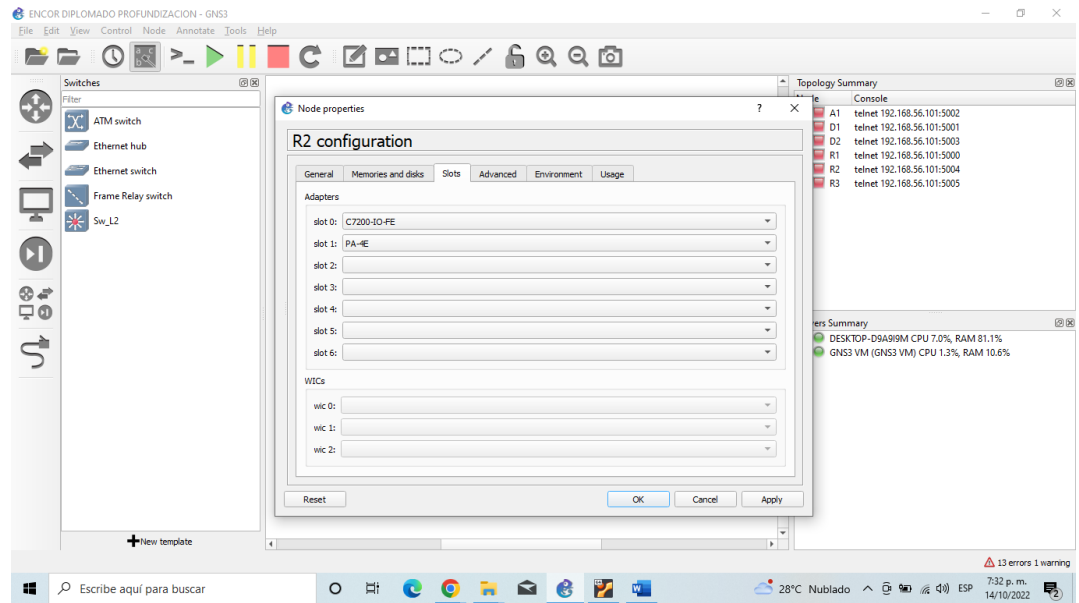 ENCOR DIPLOMADO PROFUNDIZACION - GNS3
File Edit View Control Node Annotate Tools Help
Switches
Filter
ATM switch
Ethernet hub
Ethernet switch
Frame Relay switch
Sw_L2
New template
Node properties
?
R2 configuration
General Memories and disks Slots Advanced Environment Usage
Adapters
slot 0: C7200-IO-FE
slot 1: PA-4E
slot 2:
slot 3:
slot 4:
slot 5:
slot 6:
WICs
wic 0:
wic 1:
wic 2:
Reset OK Cancel Apply
Topology Summary
Console
A1 telnet 192.168.56.101:5002
D1 telnet 192.168.56.101:5001
D2 telnet 192.168.56.101:5003
R1 telnet 192.168.56.101:5000
R2 telnet 192.168.56.101:5004
R3 telnet 192.168.56.101:5005
ers Summary
DESKTOP-D9A9I9M CPU 7.0%, RAM 81.1%
GNS3 VM (GNS3 VM) CPU 1.3%, RAM 10.6%
13 errors 1 warning
Escribe aquí para buscar
28°C Nublado
ESP
7:32 p. m.
14/10/2022
2